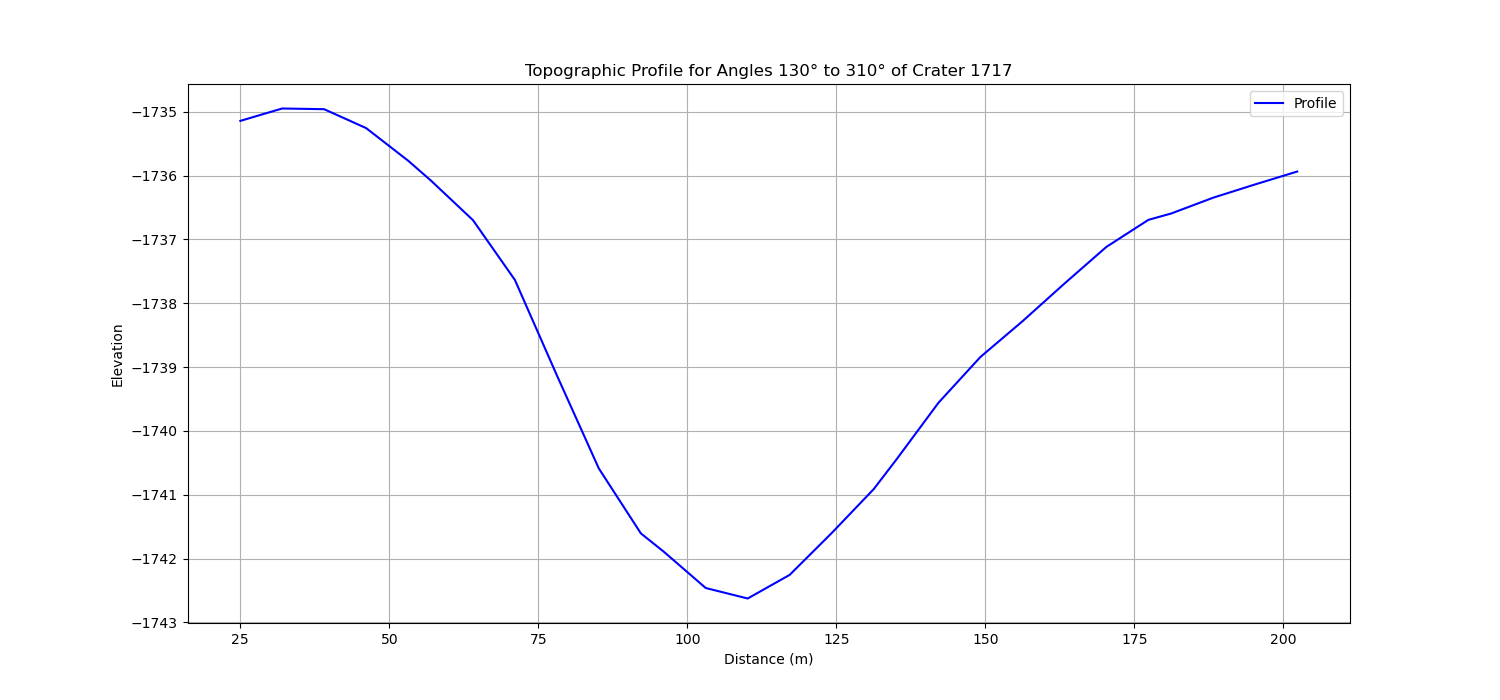 Topographic Profile for Angles 130° to 310° of Crater 1717
Profile
−1735
−1736
−1737
−1738
−1739
−1740
−1741
−1742
−1743
Elevation
25 50 75 100 125 150 175 200
Distance (m)